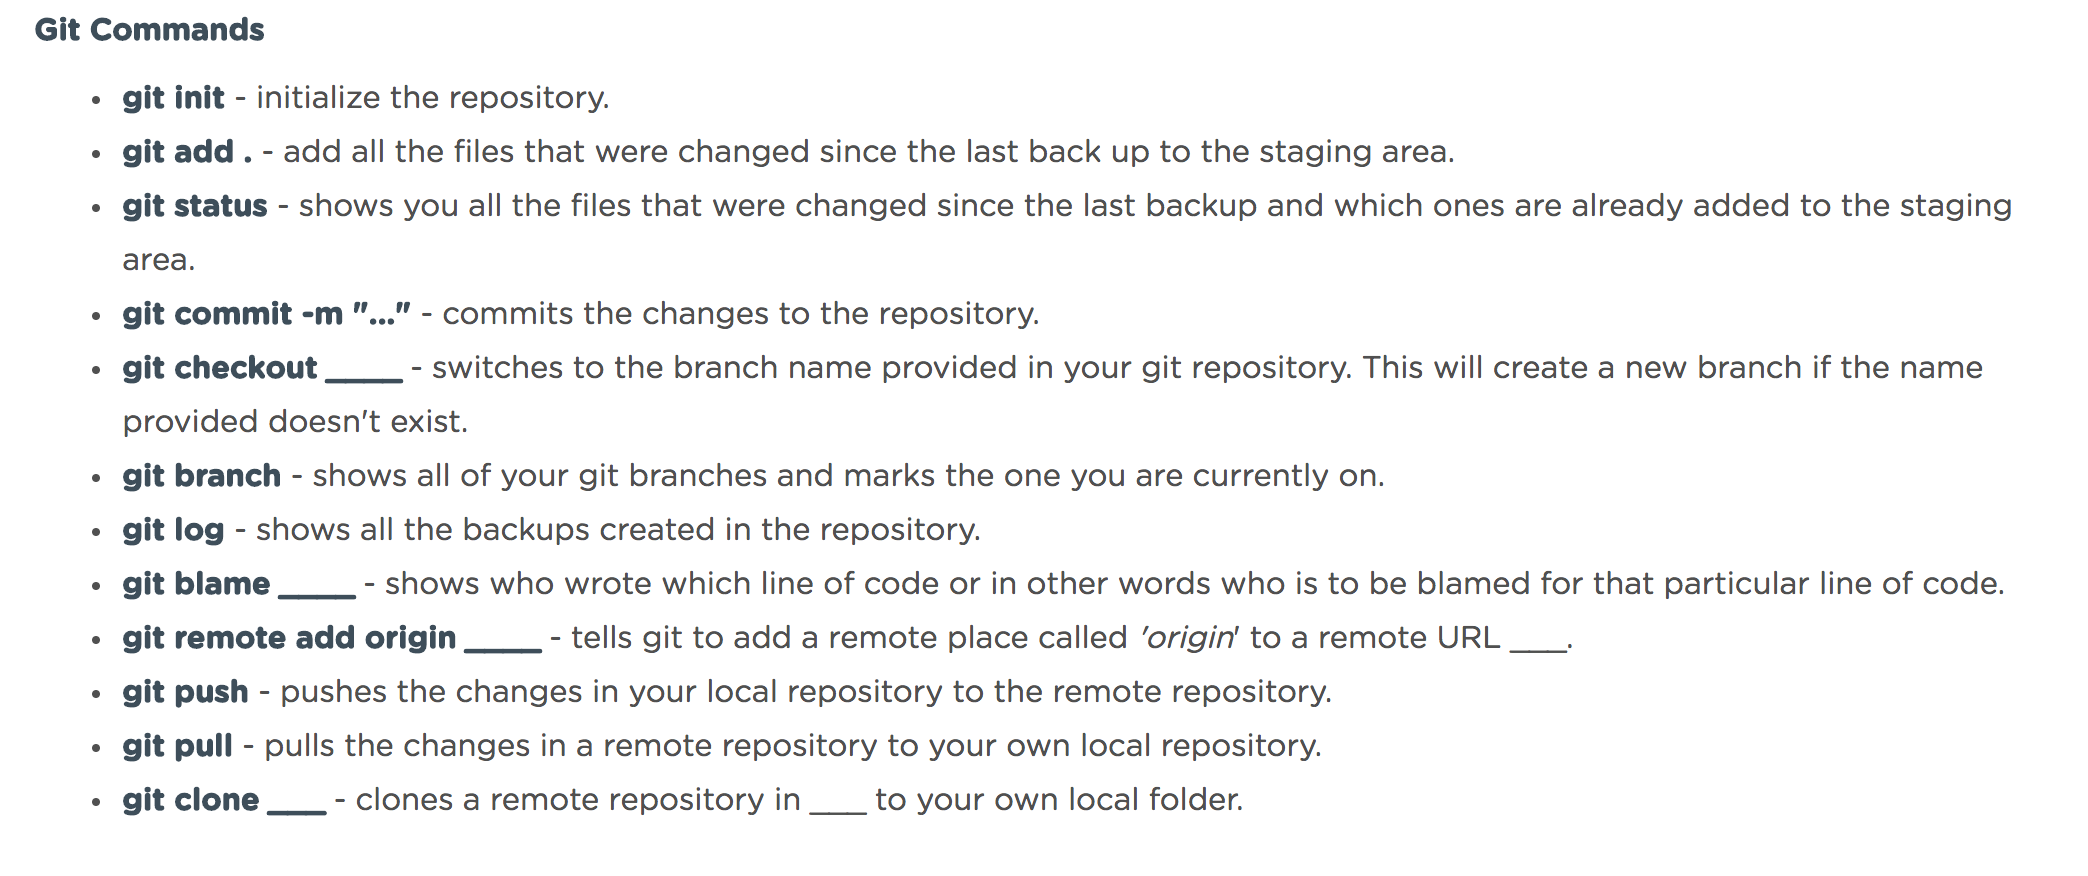 Git Commands
• git init - initialize the repository.
• git add . - add all the files that were changed since the last back up to the staging area.
• git status - shows you all the files that were changed since the last backup and which ones are already added to the staging
area.
• git commit -m "..." - commits the changes to the repository.
• git checkout ____ - switches to the branch name provided in your git repository. This will create a new branch if the name
provided doesn't exist.
• git branch - shows all of your git branches and marks the one you are currently on.
• git log - shows all the backups created in the repository.
• git blame ____ - shows who wrote which line of code or in other words who is to be blamed for that particular line of code.
• git remote add origin ____ - tells git to add a remote place called 'origin' to a remote URL ___.
• git push - pushes the changes in your local repository to the remote repository.
• git pull - pulls the changes in a remote repository to your own local repository.
• git clone ___ - clones a remote repository in ___ to your own local folder.